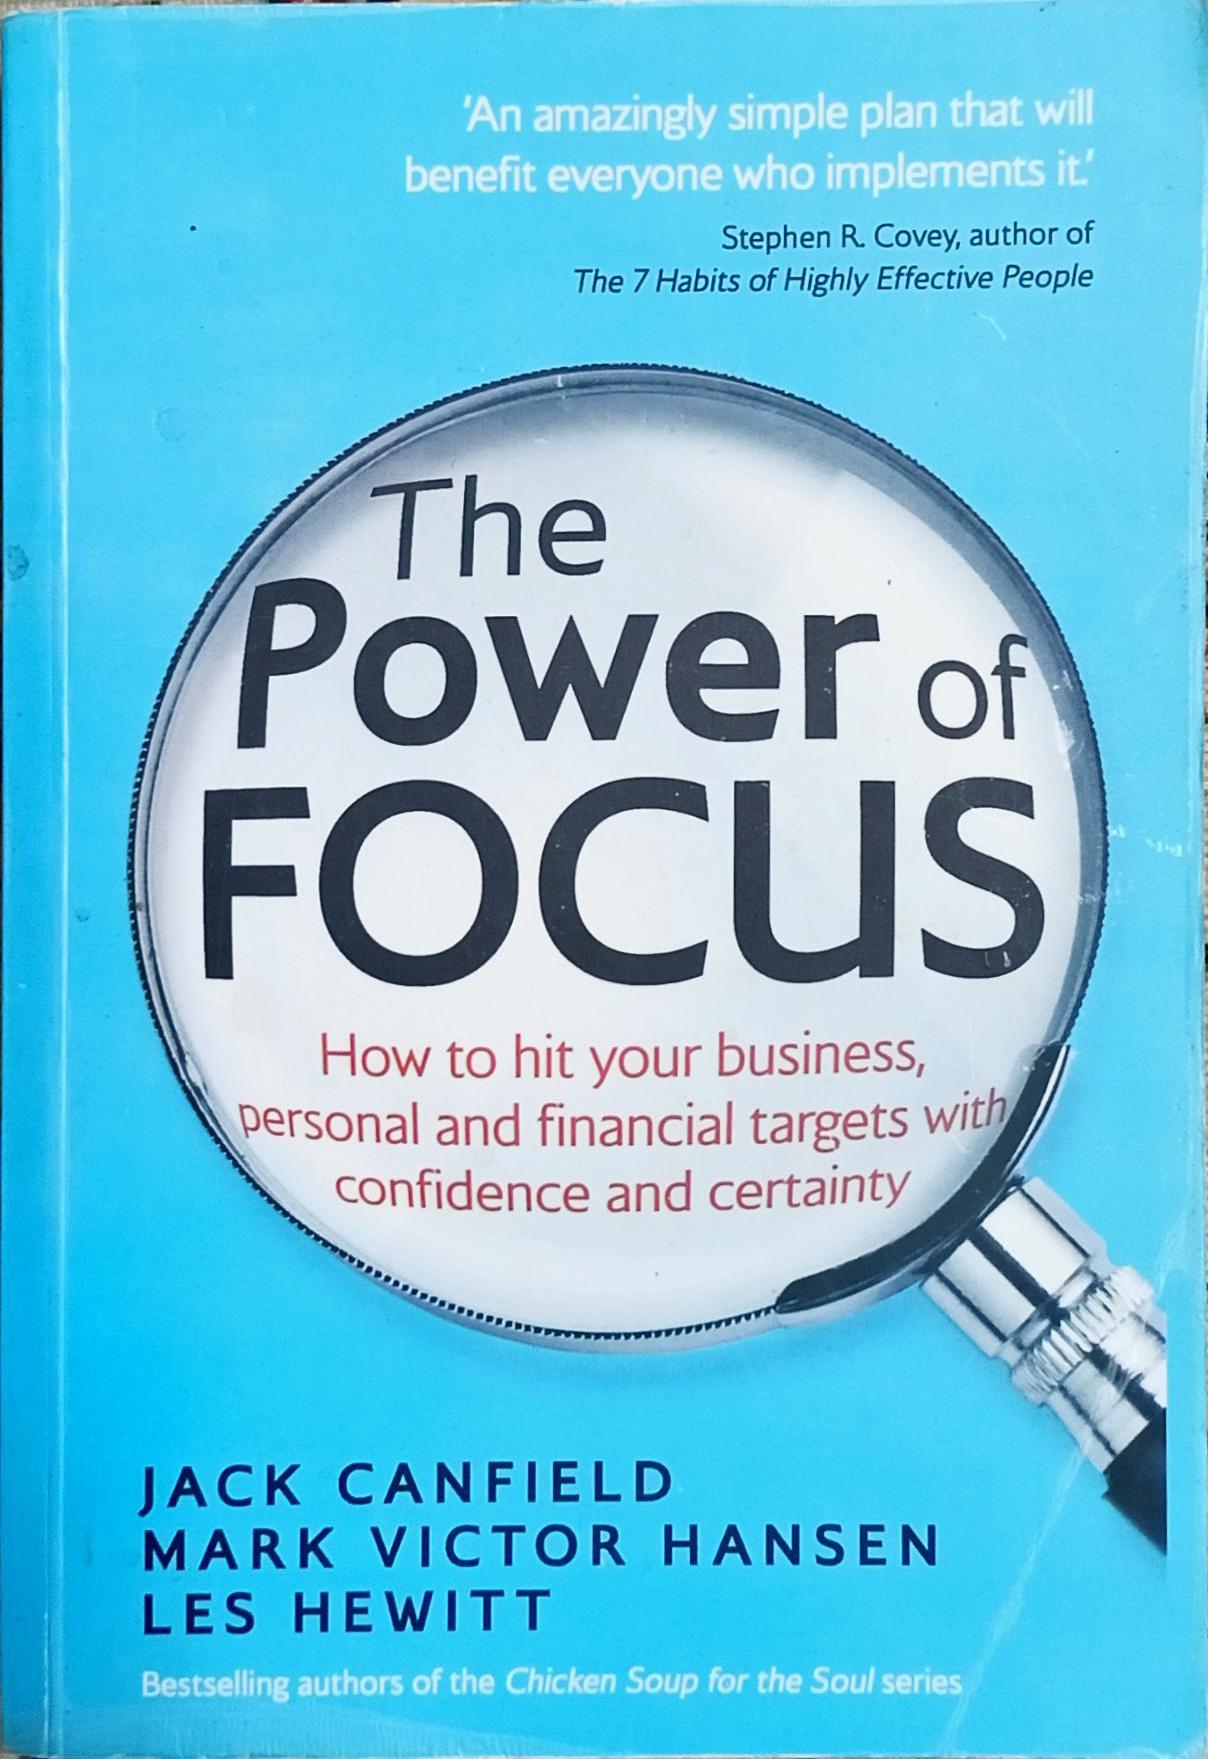 'An amazingly simple plan that will
benefit everyone who implements it.'
Stephen R. Covey, author of
The 7 Habits of Highly Effective People
The
Power of
FOCUS
How to hit your business,
personal and financial targets with
confidence and certainty
JACK CANFIELD
MARK VICTOR HANSEN
LES HEWITT
Bestselling authors of the Chicken Soup for the Soul series